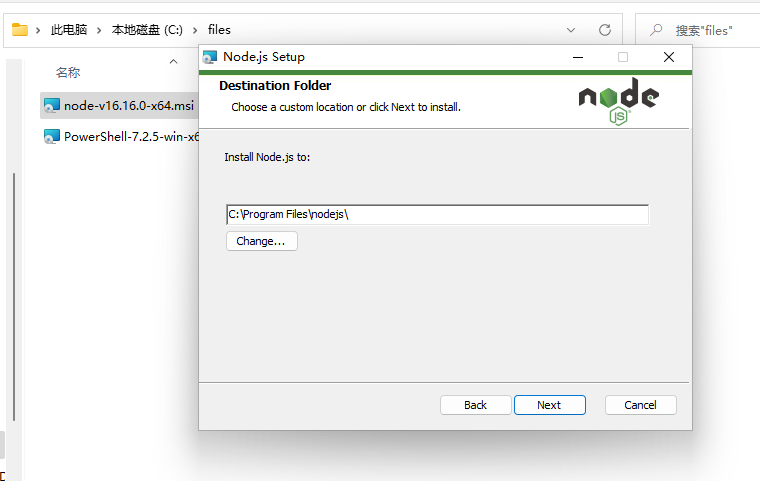 此电脑 本地磁盘 (C:) files
搜索"files"
名称
node-v16.16.0-x64.msi
PowerShell-7.2.5-win-x6
Node.js Setup
Destination Folder
Choose a custom location or click Next to install.
node
JS
Install Node.js to:
C:\Program Files\nodejs\
Change...
Back Next Cancel